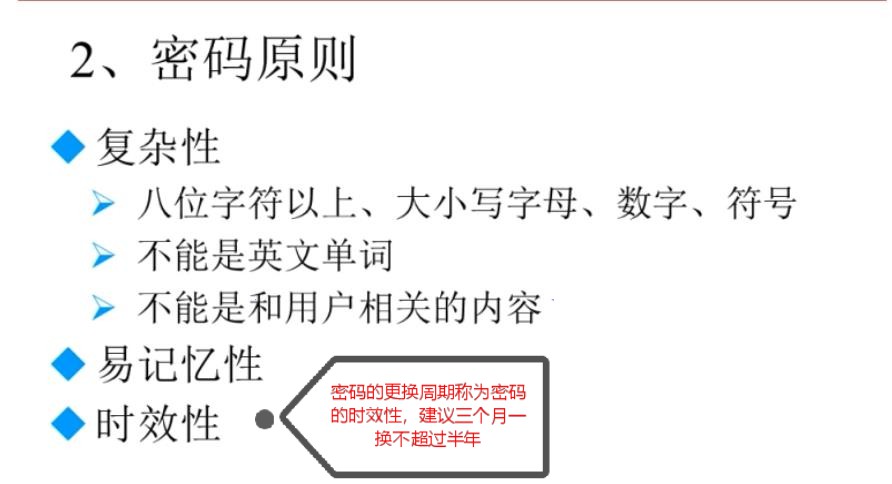 2、密码原则
复杂性
八位字符以上、大小写字母、数字、符号
不能是英文单词
不能是和用户相关的内容
易记忆性
时效性
密码的更换周期称为密码
的时效性，建议三个月一
换不超过半年